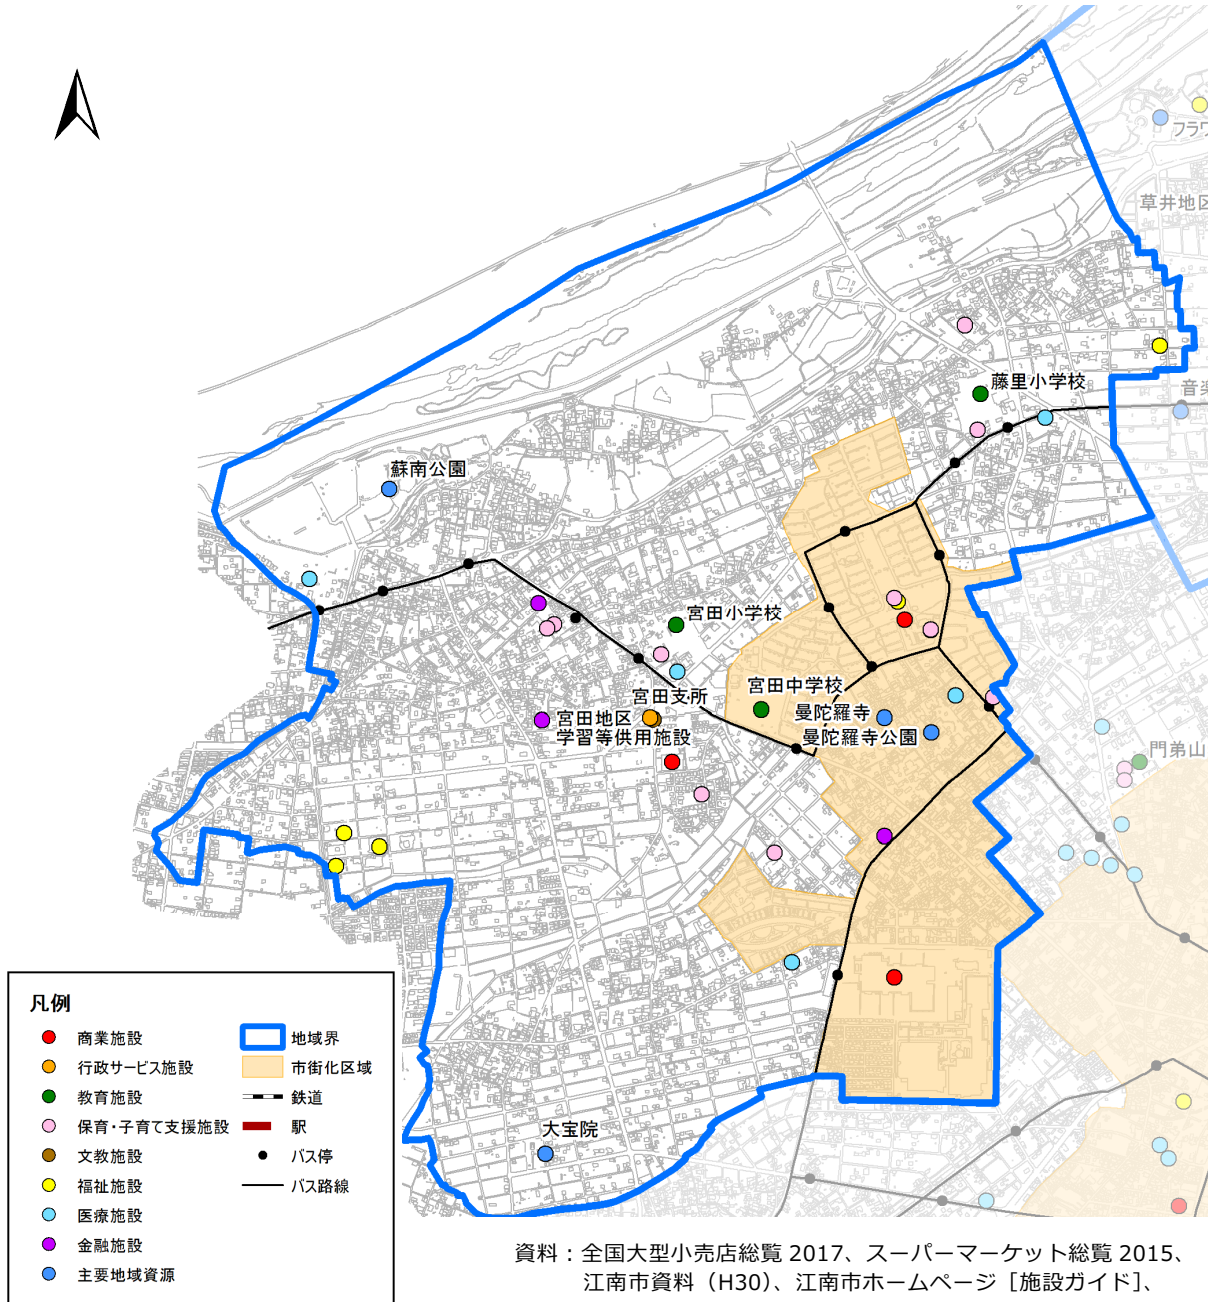 フラワ
草井地区
藤里小学校
音楽
蘇南公園
宮田小学校
宮田支所
宮田中学校
宮田地区
学習等供用施設
曼陀羅寺
曼陀羅寺公園
門弟山
大宝院
凡例
商業施設
行政サービス施設
教育施設
保育・子育て支援施設
文教施設
福祉施設
医療施設
金融施設
主要地域資源
地域界
市街化区域
鉄道
駅
バス停
バス路線
資料：全国大型小売店総覧 2017、スーパーマーケット総覧 2015、
江南市資料（H30）、江南市ホームページ［施設ガイド］、